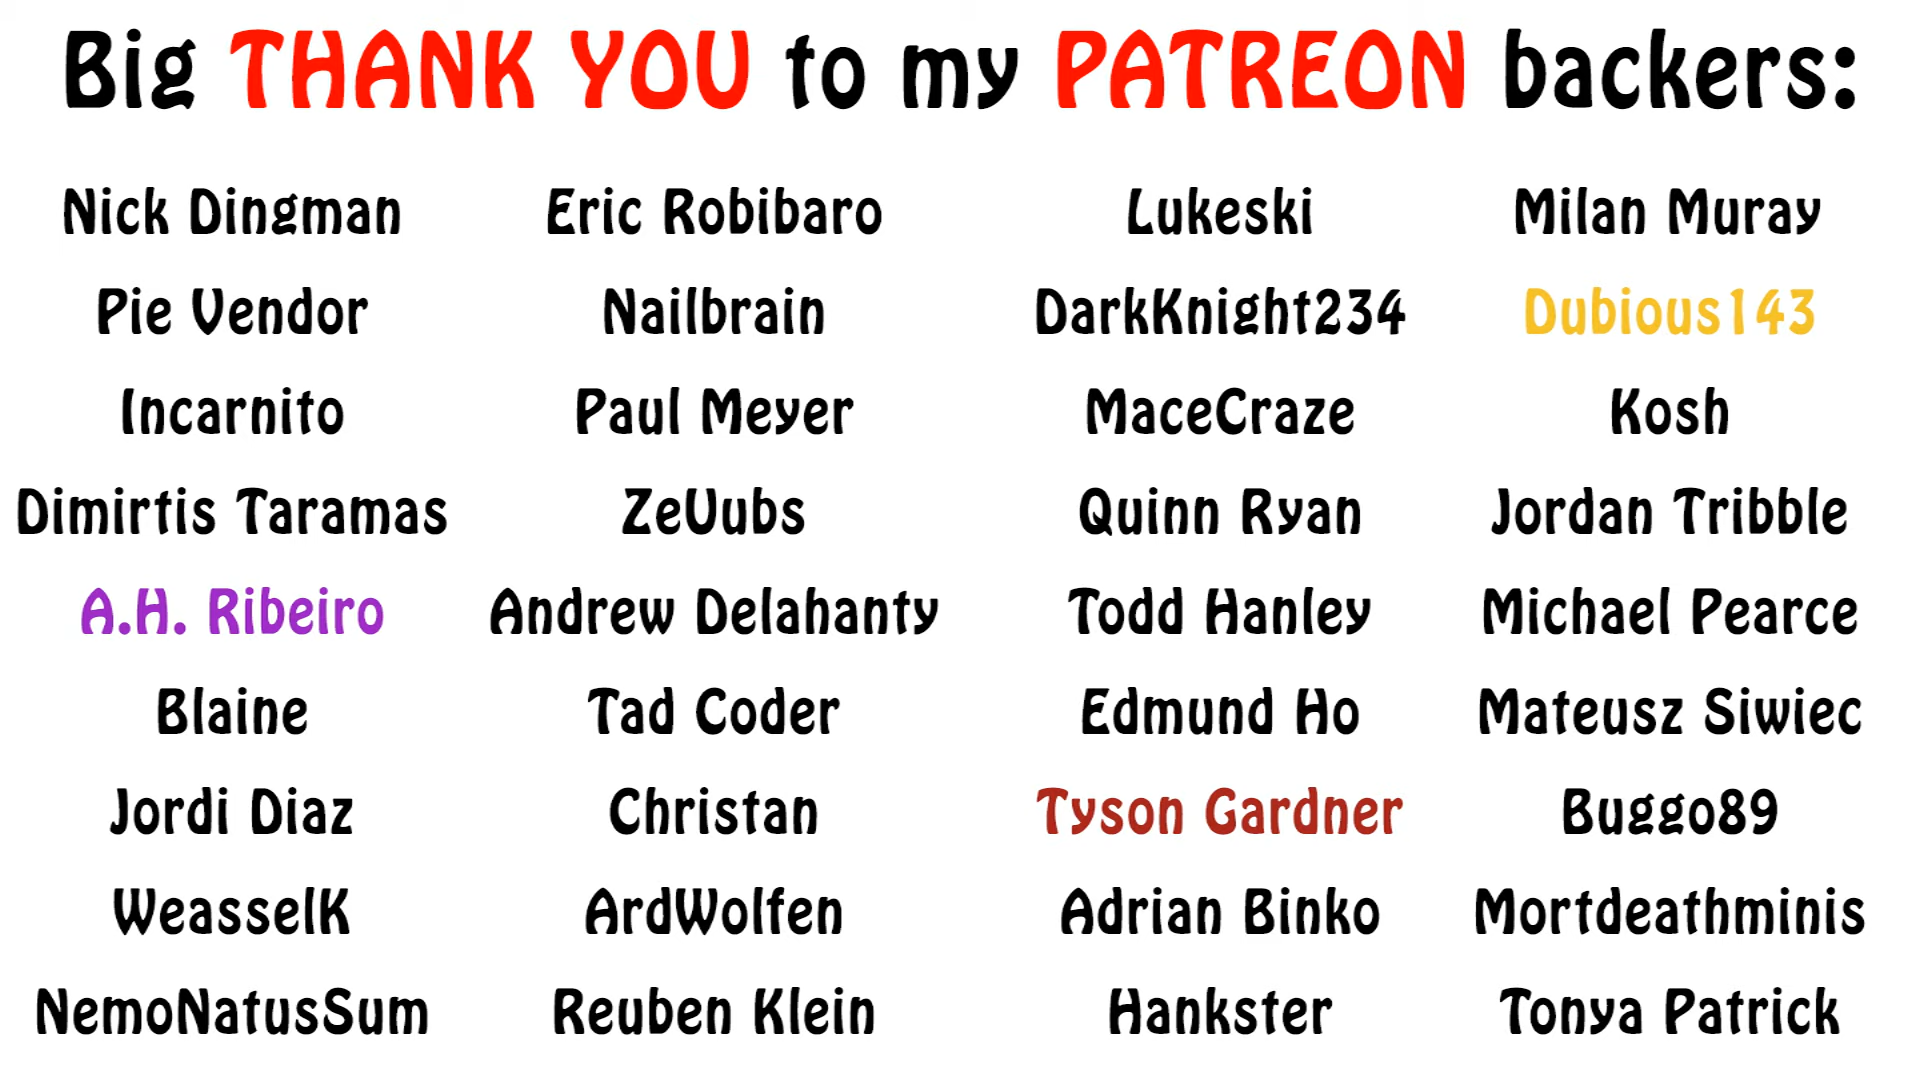 Big THANK YOU to my PATREON backers:
Nick Dingman Eric Robibaro Lukeski Milan Muray
Pie Vendor Nailbrain DarkKnight234 Dubious143
Incarnito Paul Meyer MaceCraze Kosh
Dimirtis Taramas ZeUubs Quinn Ryan Jordan Tribble
A.H. Ribeiro Andrew Delahanty Todd Hanley Michael Pearce
Blaine Tad Coder Edmund Ho Mateusz Siwiec
Jordi Diaz Christan Tyson Gardner Buggo89
WeasselK ArdWolfen Adrian Binko Mortdeathminis
NemoNatusSum Reuben Klein Hankster Tonya Patrick